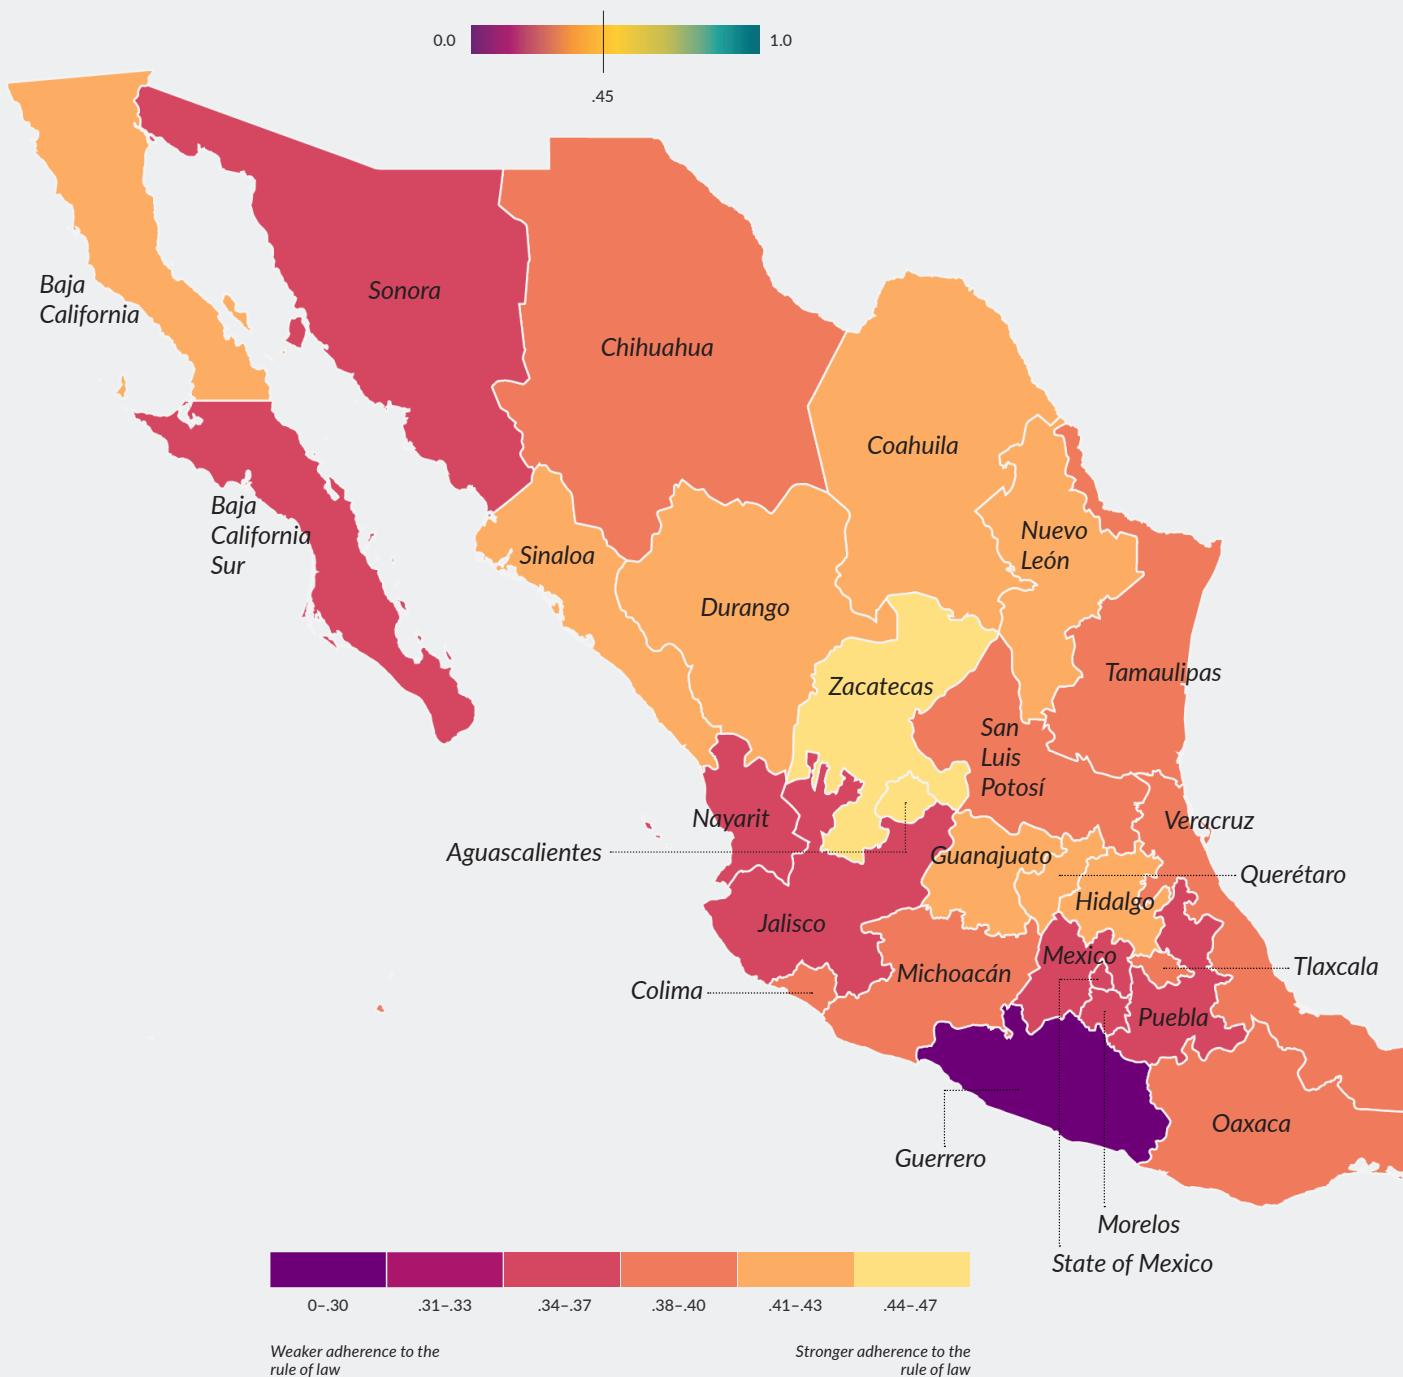 0.0
1.0
.45
Baja
California
Sonora
Chihuahua
Coahuila
Baja
California
Sur
Sinaloa
Nuevo
León
Durango
Tamaulipas
Zacatecas
San
Luis
Potosí
Nayarit
Veracruz
Aguascalientes
Guanajuato
Querétaro
Hidalgo
Jalisco
Mexico
Tlaxcala
Michoacán
Colima
Puebla
Oaxaca
Guerrero
Morelos
State of Mexico
0–.30
.31–.33
.34–.37
.38–.40
.41–.43
.44–.47
Weaker adherence to the
rule of law
Stronger adherence to the
rule of law